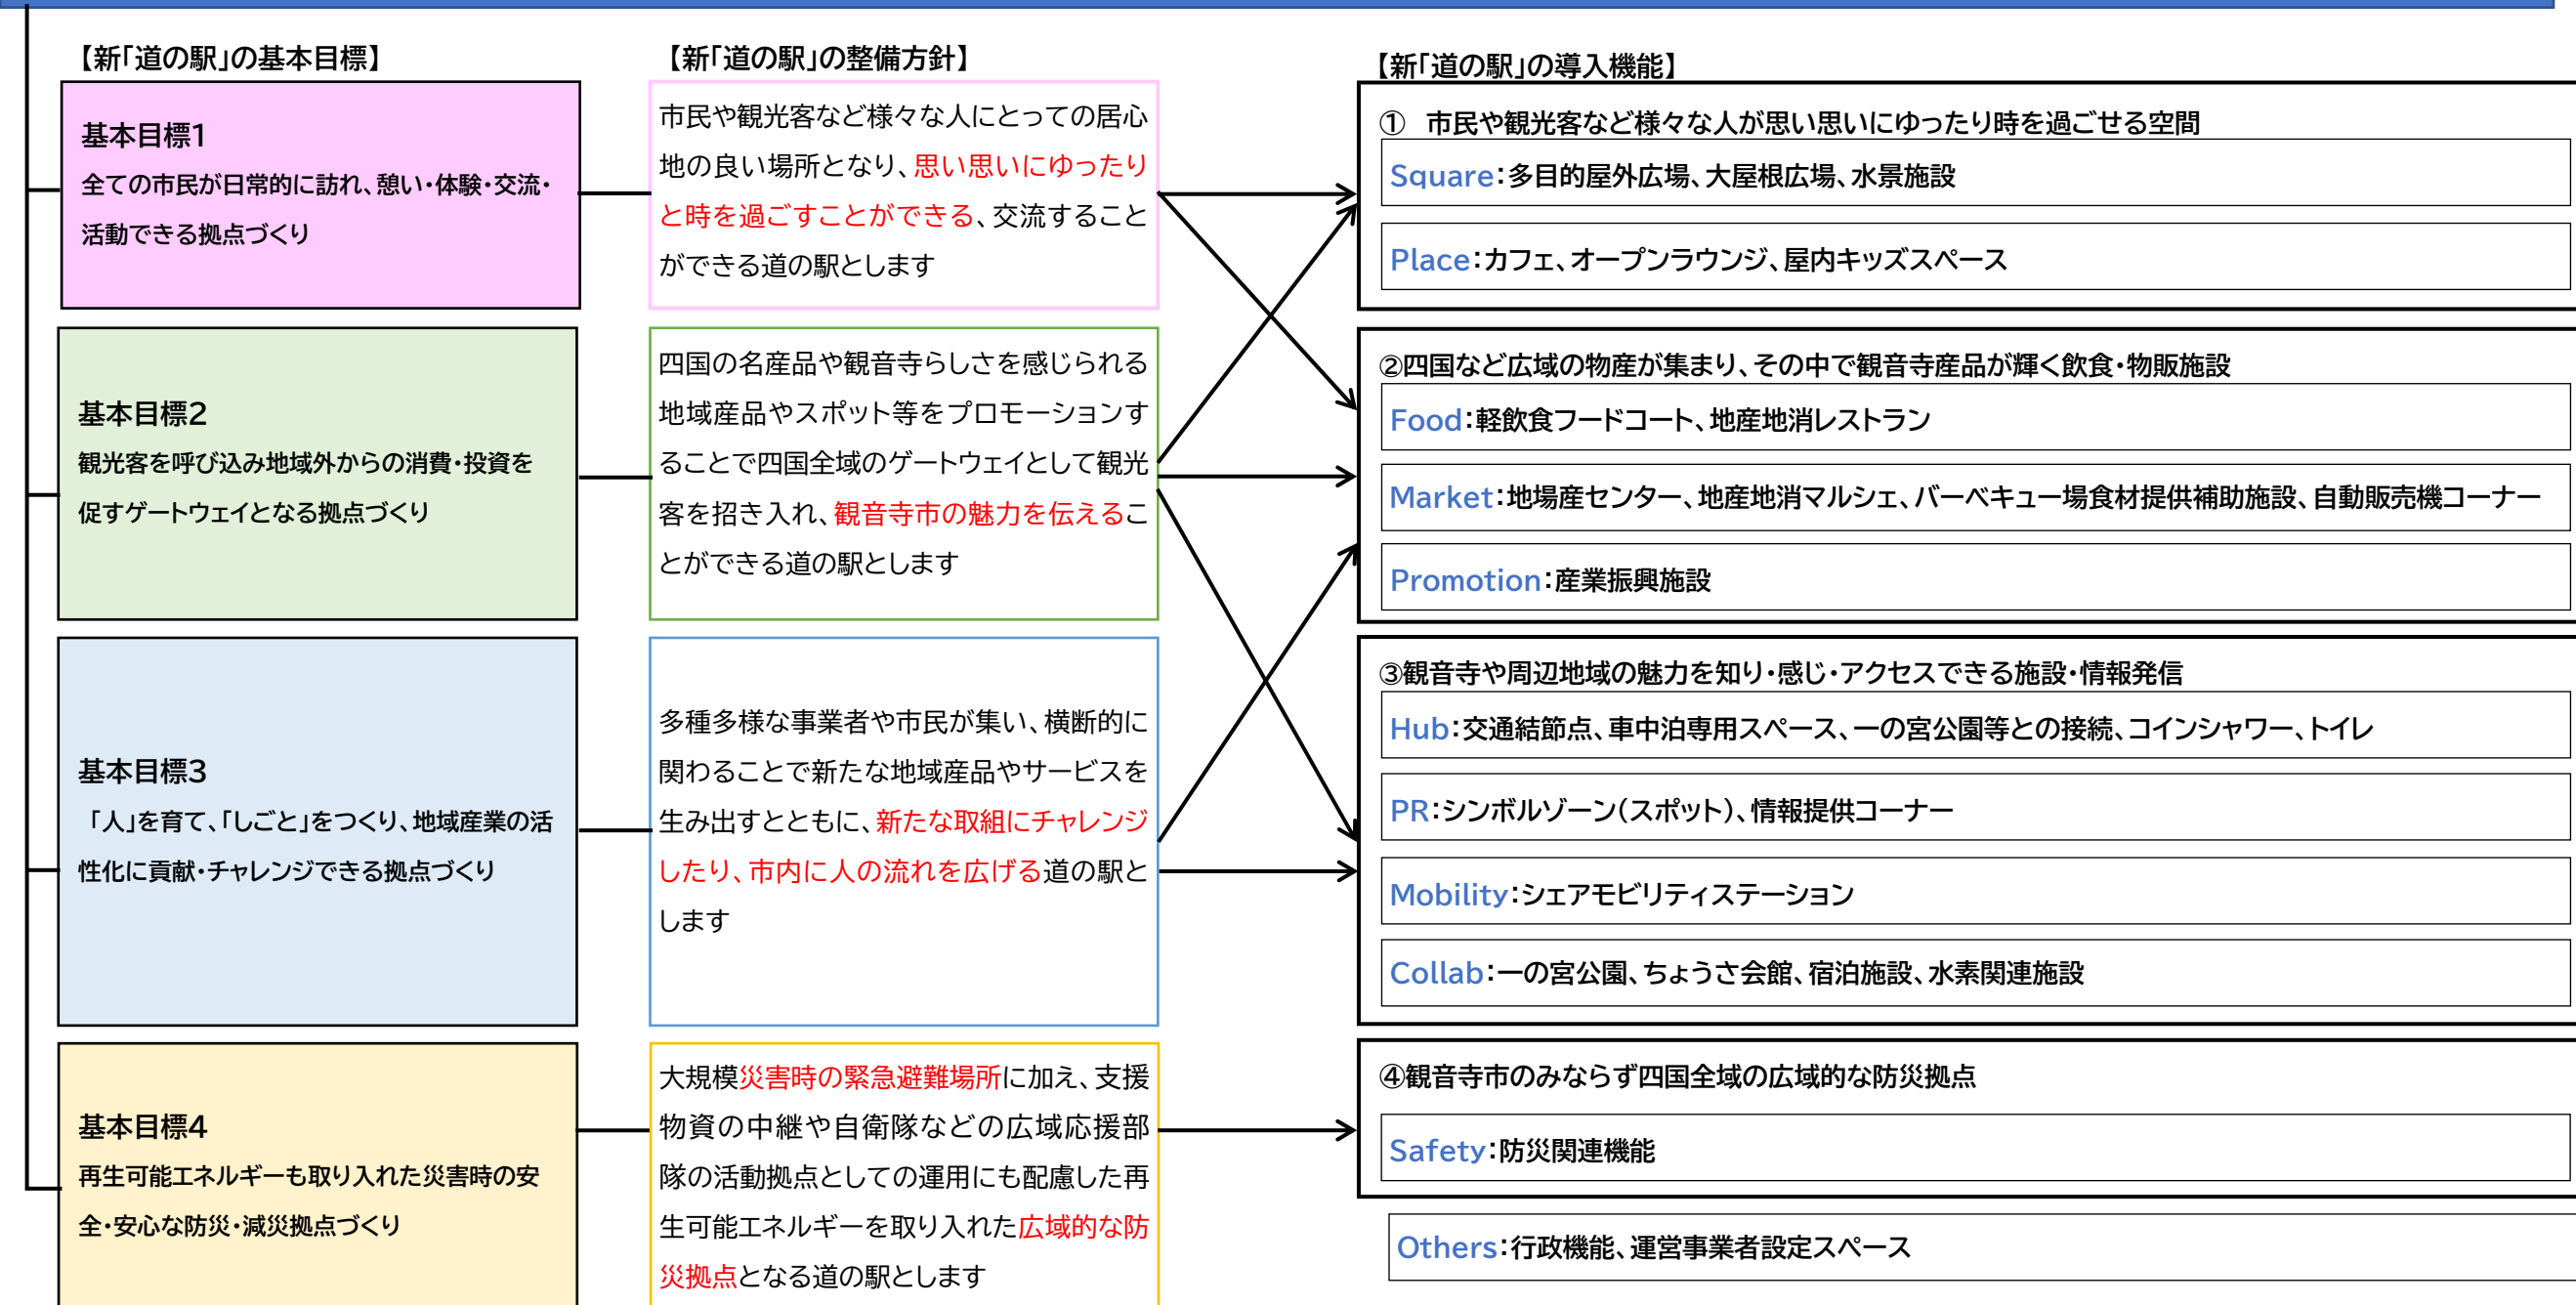 【新「道の駅」の基本目標】
基本目標1
全ての市民が日常的に訪れ、憩い・体験・交流・
活動できる拠点づくり
基本目標2
観光客を呼び込み地域外からの消費・投資を
促すゲートウェイとなる拠点づくり
基本目標3
「人」を育て、「しごと」をつくり、地域産業の活
性化に貢献・チャレンジできる拠点づくり
基本目標4
再生可能エネルギーも取り入れた災害時の安
全・安心な防災・減災拠点づくり
【新「道の駅」の整備方針】
市民や観光客など様々な人にとっての居心
地の良い場所となり、思い思いにゆったり
と時を過ごすことができる、交流すること
ができる道の駅とします
四国の名産品や観音寺らしさを感じられる
地域産品やスポット等をプロモーションす
ることで四国全域のゲートウェイとして観光
客を招き入れ、観音寺市の魅力を伝えるこ
とができる道の駅とします
多種多様な事業者や市民が集い、横断的に
関わることで新たな地域産品やサービスを
生み出すとともに、新たな取組にチャレンジ
したり、市内に人の流れを広げる道の駅と
します
大規模災害時の緊急避難場所に加え、支援
物資の中継や自衛隊などの広域応援部
隊の活動拠点としての運用にも配慮した再
生可能エネルギーを取り入れた広域的な防
災拠点となる道の駅とします
【新「道の駅」の導入機能】
① 市民や観光客など様々な人が思い思いにゆったり時を過ごせる空間
Square:多目的屋外広場、大屋根広場、水景施設
Place:カフェ、オープンラウンジ、屋内キッズスペース
②四国など広域の物産が集まり、その中で観音寺産品が輝く飲食・物販施設
Food:軽飲食フードコート、地産地消レストラン
Market:地場産センター、地産地消マルシェ、バーベキュー場食材提供補助施設、自動販売機コーナー
Promotion:産業振興施設
③観音寺や周辺地域の魅力を知り・感じ・アクセスできる施設・情報発信
Hub:交通結節点、車中泊専用スペース、一の宮公園等との接続、コインシャワー、トイレ
PR:シンボルゾーン(スポット)、情報提供コーナー
Mobility:シェアモビリティステーション
Collab:一の宮公園、ちょうさ会館、宿泊施設、水素関連施設
④観音寺市のみならず四国全域の広域的な防災拠点
Safety:防災関連機能
Others:行政機能、運営事業者設定スペース